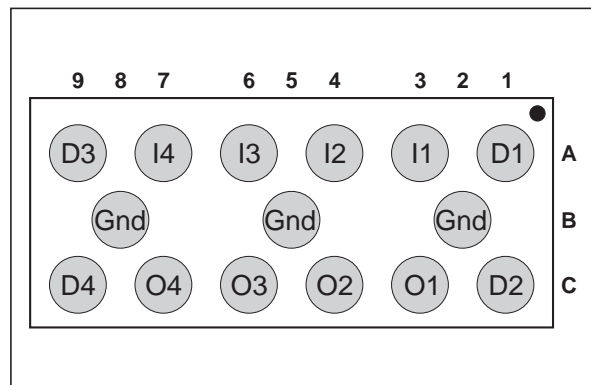 9 8 7 6 5 4 3 2 1
D3 I4 I3 I2 I1 D1 A
Gnd Gnd Gnd B
D4 O4 O3 O2 O1 D2 C